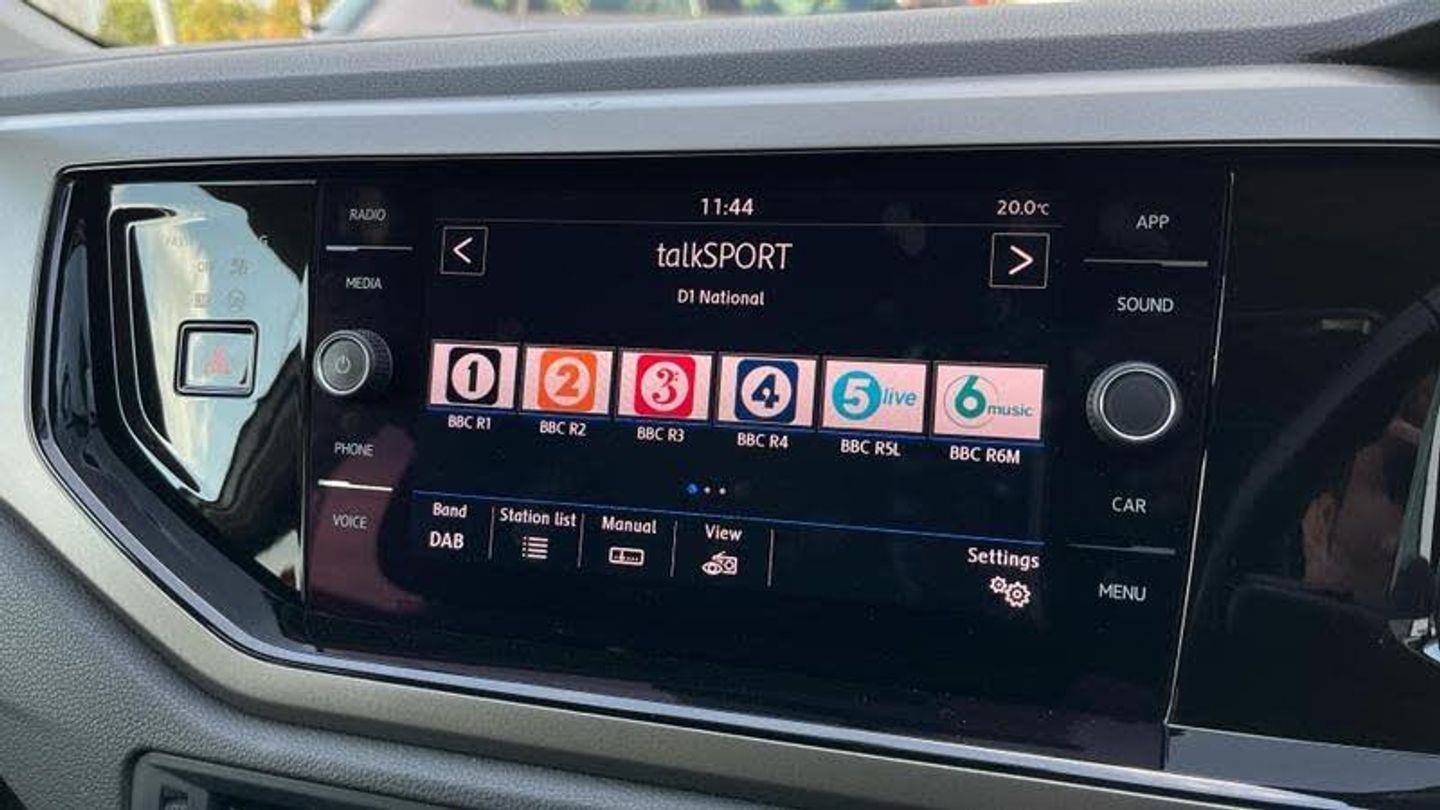 RADIO
MEDIA
PHONE
VOICE
11:44
20.0°C
<
talkSPORT
>
D1 National
1
2
3
4
5 live
6 music
BBC R1
BBC R2
BBC R3
BBC R4
BBC R5L
BBC R6M
Band
DAB
Station list
Manual
View
Settings
APP
SOUND
CAR
MENU